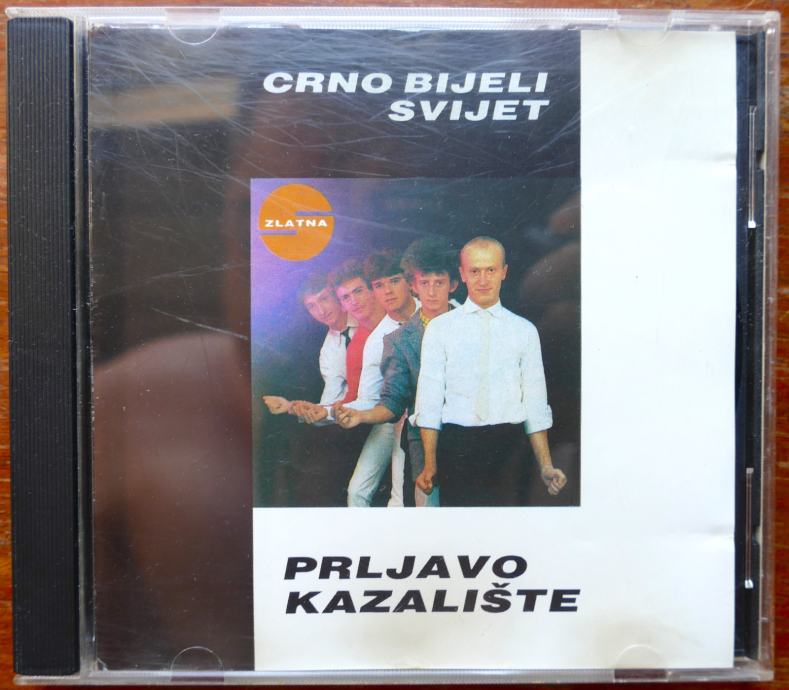 CRNO BIJELI
SVIJET
ZLATNA
PRLJAVO
KAZALIŠTE